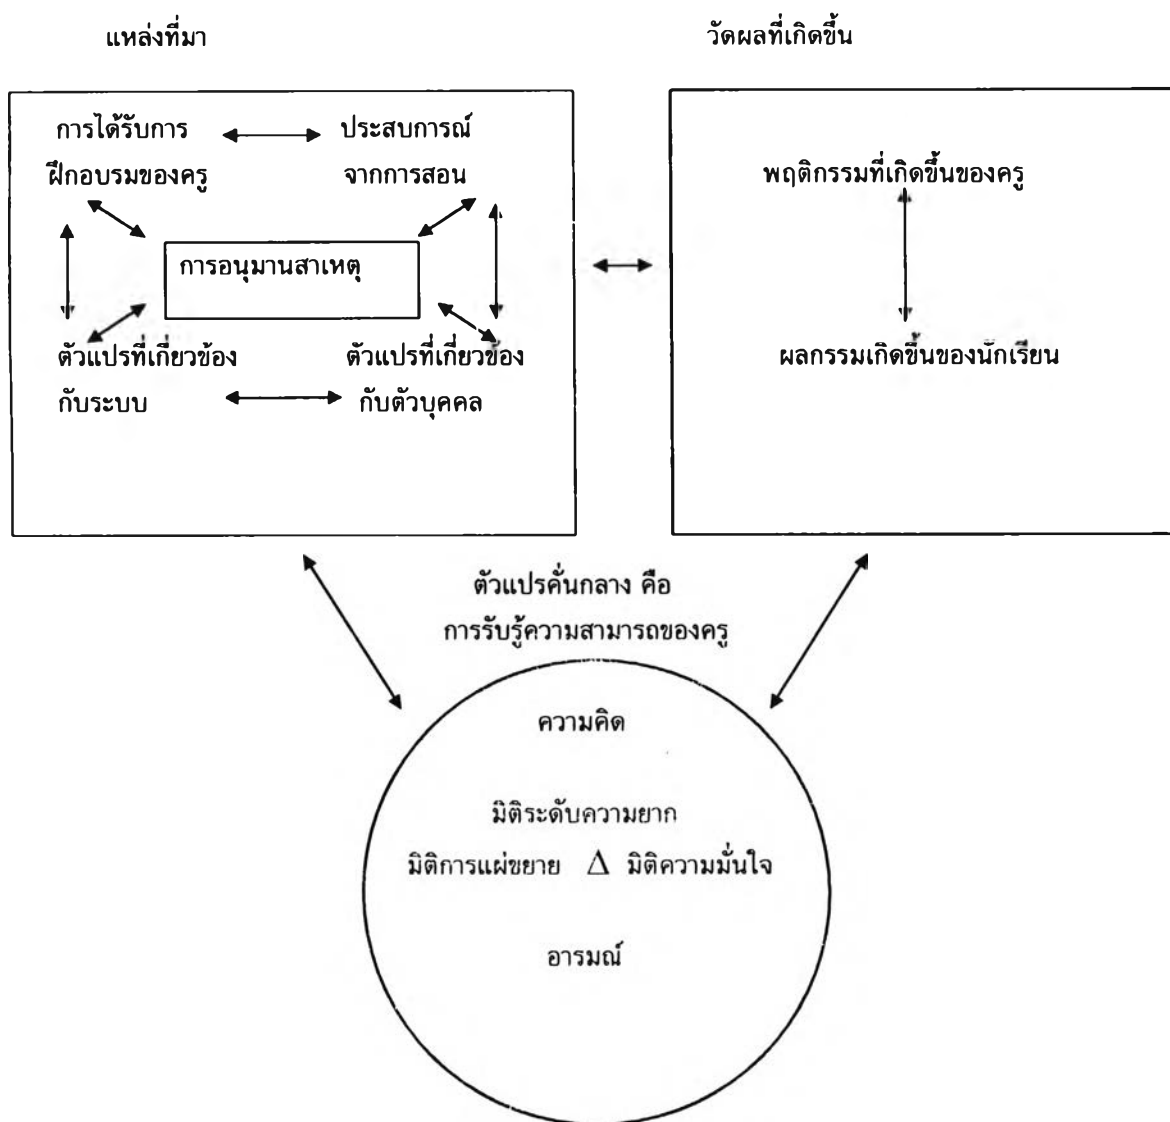 แหล่งที่มา
วัดผลที่เกิดขึ้น
การได้รับการ
ฝึกอบรมของครู
ประสบการณ์
จากการสอน
การอนุมานสาเหตุ
ตัวแปรที่เกี่ยวข้อง
กับระบบ
ตัวแปรที่เกี่ยวข้อง
กับตัวบุคคล
พฤติกรรมที่เกิดขึ้นของครู
ผลกรรมเกิดขึ้นของนักเรียน
ตัวแปรคั่นกลาง คือ
การรับรู้ความสามารถของครู
ความคิด
มิติระดับความยาก
มิติการแผ่ขยาย Δ มิติความมั่นใจ
อารมณ์